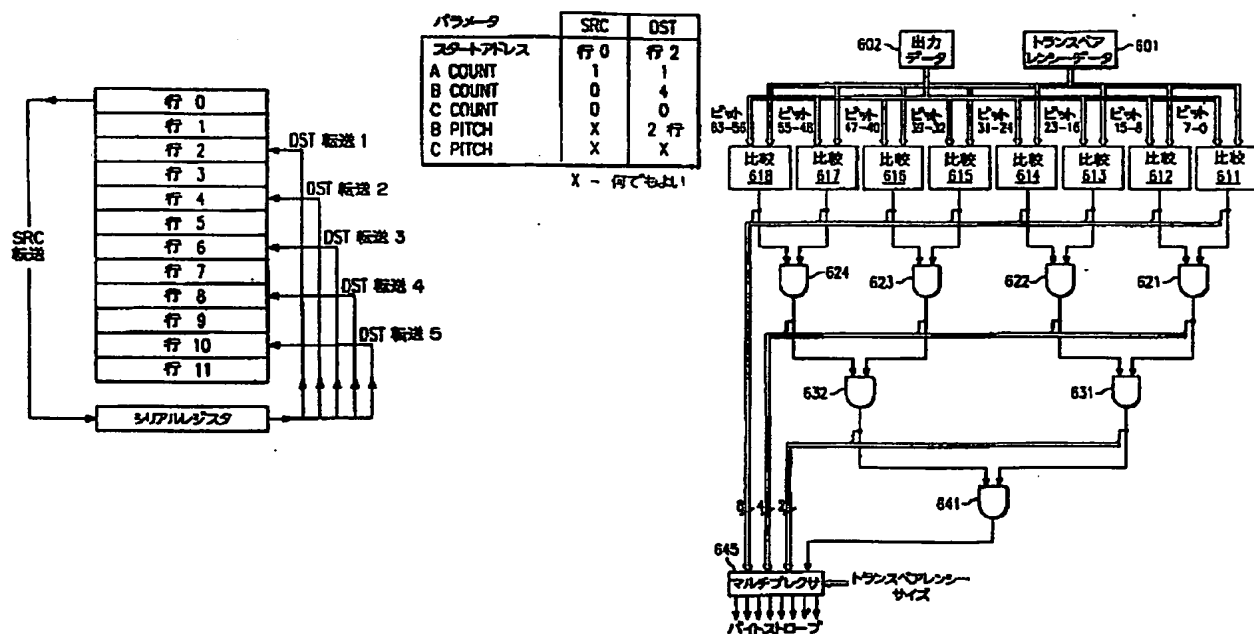 行 0
行 1
行 2
行 3
行 4
行 5
行 6
行 7
行 8
行 9
行 10
行 11
シリアルレジスタ
SRC
転送
DST 転送 1
DST 転送 2
DST 転送 3
DST 転送 4
DST 転送 5
パラメータ SRC DST
スタートアドレス 行 0 行 2
A COUNT 1 1
B COUNT 0 4
C COUNT 0 0
B PITCH X 2 行
C PITCH X X
X - 何でもよい
602
出力
データ
トランスペア
レンシーデータ
601
ビット
63-56
ビット
55-48
ビット
47-40
ビット
39-32
ビット
31-24
ビット
23-16
ビット
15-8
ビット
7-0
比較
618
比較
617
比較
616
比較
615
比較
614
比較
613
比較
612
比較
611
624
623
622
621
632
631
641
8
4
2
645
マルチプレクサ
トランスペアレンシー
サイズ
バイトストローブ